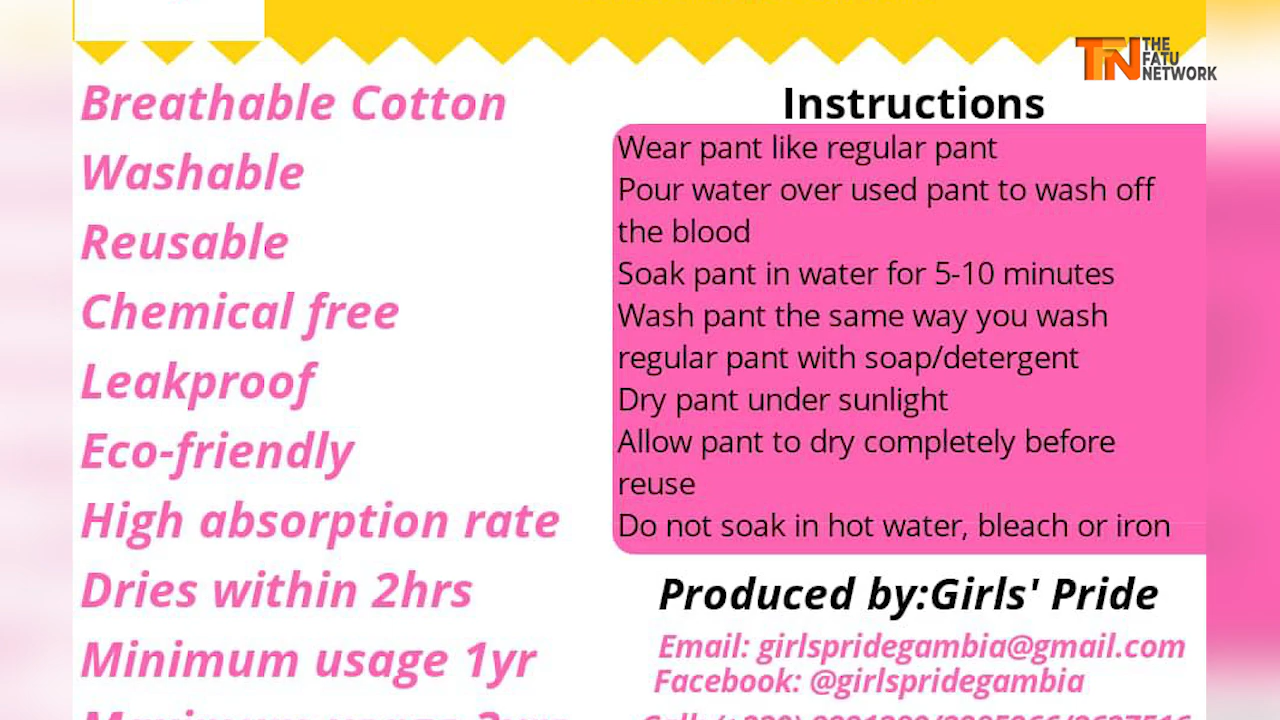 THE
FATU
NETWORK
Breathable Cotton
Washable
Reusable
Chemical free
Leakproof
Eco-friendly
High absorption rate
Dries within 2hrs
Minimum usage 1yr
Instructions
Wear pant like regular pant
Pour water over used pant to wash off
the blood
Soak pant in water for 5-10 minutes
Wash pant the same way you wash
regular pant with soap/detergent
Dry pant under sunlight
Allow pant to dry completely before
reuse
Do not soak in hot water, bleach or iron
Produced by:Girls' Pride
Email: girlspridegambia@gmail.com
Facebook: @girlspridegambia